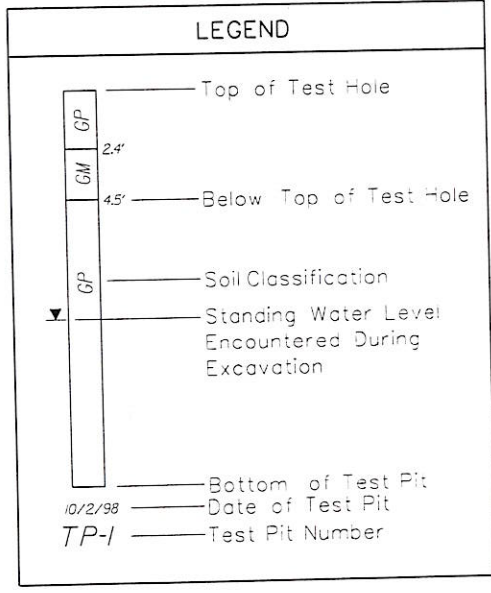 LEGEND
GP
Top of Test Hole
2.4'
GM
4.5' Below Top of Test Hole
GP
Soil Classification
Standing Water Level
Encountered During
Excavation
Bottom of Test Pit
10/2/98 Date of Test Pit
TP-1 Test Pit Number